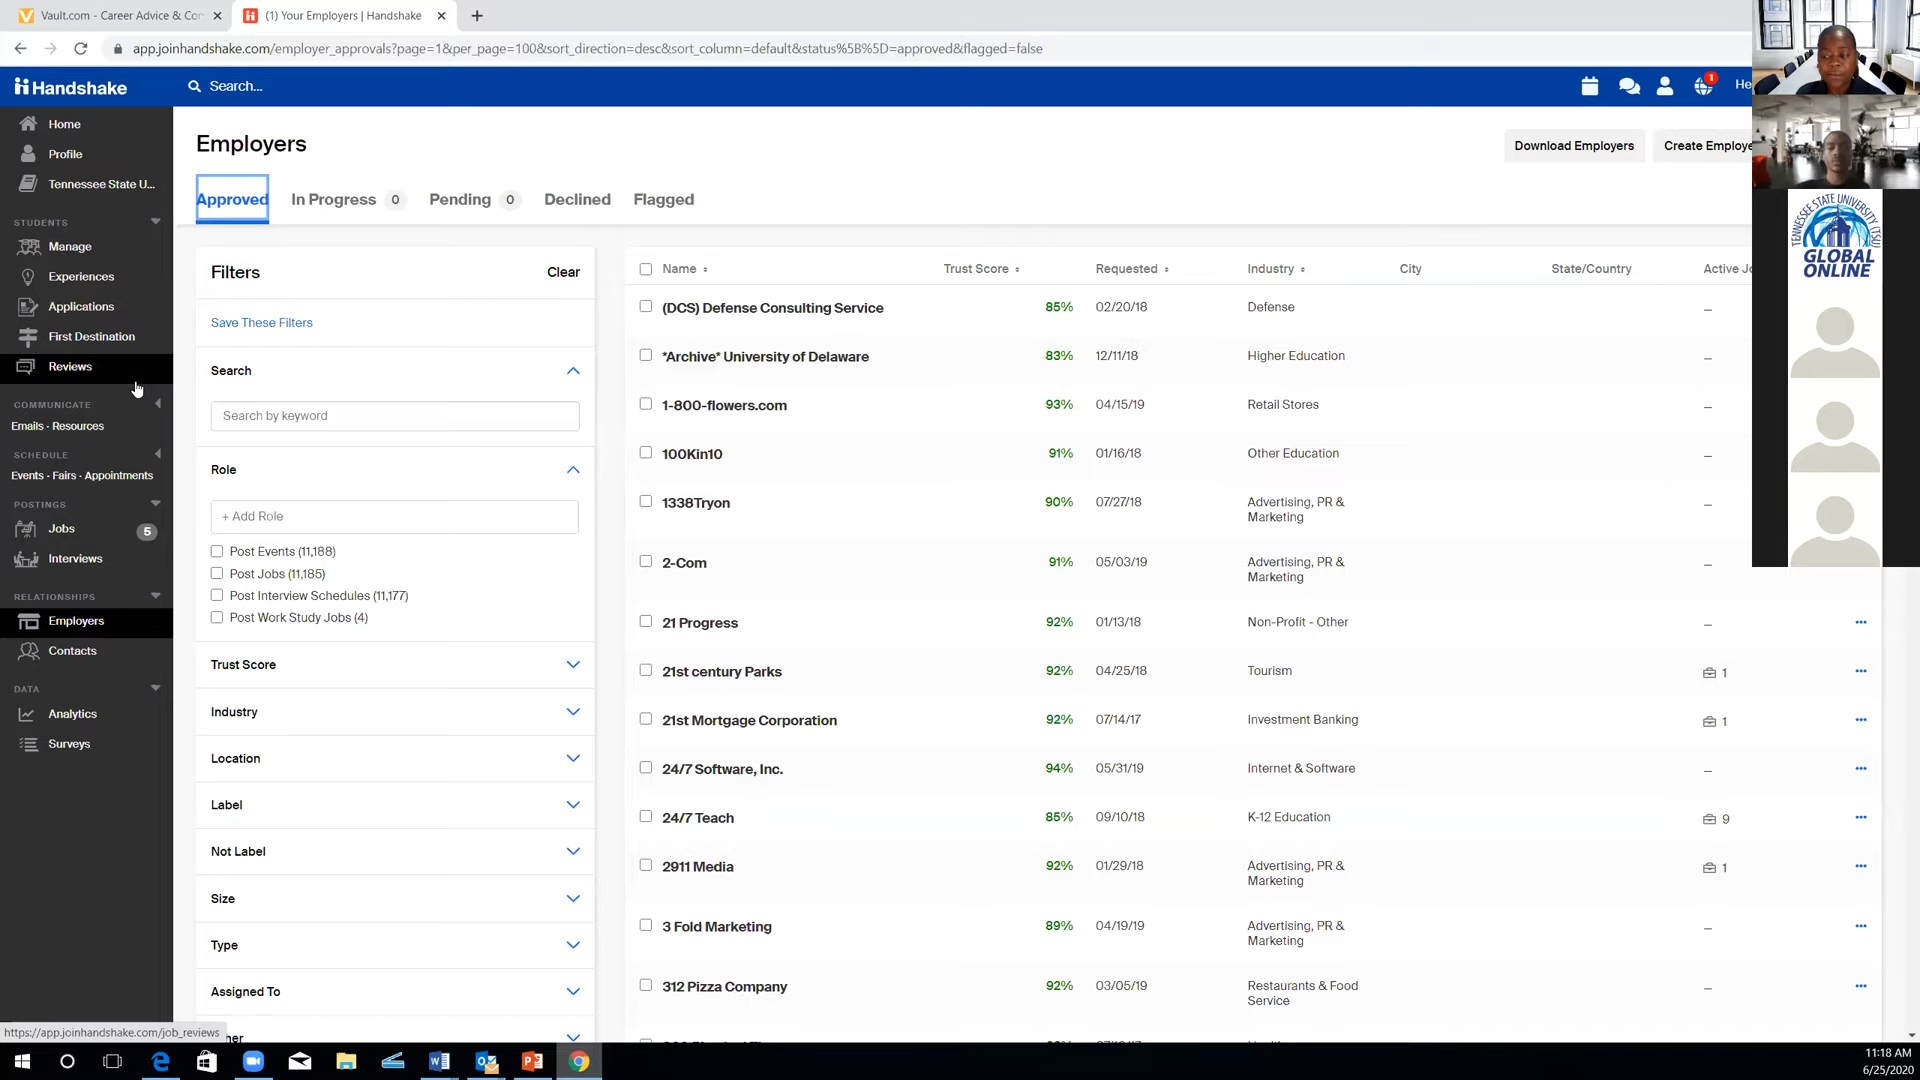 Vault.com - Career Advice & Co
(1) Your Employers | Handshake
app.joinhandshake.com/employer_approvals?page=1&per_page=100&sort_direction=desc&sort_column=default&status%5B%5D=approved&flagged=false
Handshake
Search...
1
He
Home
Profile
Tennessee State U...
STUDENTS
Manage
Experiences
Applications
First Destination
Reviews
COMMUNICATE
Emails · Resources
SCHEDULE
Events · Fairs · Appointments
POSTINGS
Jobs 5
Interviews
RELATIONSHIPS
Employers
Contacts
DATA
Analytics
Surveys
https://app.joinhandshake.com/job_reviews
Employers
Download Employers
Create Employe
Approved
In Progress 0
Pending 0
Declined
Flagged
Filters
Clear
Save These Filters
Search
Search by keyword
Role
+ Add Role
Post Events (11,188)
Post Jobs (11,185)
Post Interview Schedules (11,177)
Post Work Study Jobs (4)
Trust Score
Industry
Location
Label
Not Label
Size
Type
Assigned To
Name Trust Score Requested Industry City State/Country Active Jo
(DCS) Defense Consulting Service 85% 02/20/18 Defense –
*Archive* University of Delaware 83% 12/11/18 Higher Education –
1-800-flowers.com 93% 04/15/19 Retail Stores –
100Kin10 91% 01/16/18 Other Education –
1338Tryon 90% 07/27/18 Advertising, PR & –
Marketing
2-Com 91% 05/03/19 Advertising, PR & –
Marketing
21 Progress 92% 01/13/18 Non-Profit - Other – ...
21st century Parks 92% 04/25/18 Tourism 1 ...
21st Mortgage Corporation 92% 07/14/17 Investment Banking 1 ...
24/7 Software, Inc. 94% 05/31/19 Internet & Software – ...
24/7 Teach 85% 09/10/18 K-12 Education 9 ...
2911 Media 92% 01/29/18 Advertising, PR & 1 ...
Marketing
3 Fold Marketing 89% 04/19/19 Advertising, PR & – ...
Marketing
312 Pizza Company 92% 03/05/19 Restaurants & Food – ...
Service
TENNESSEE STATE UNIVERSITY (TSU)
GLOBAL
ONLINE
11:18 AM
6/25/2020